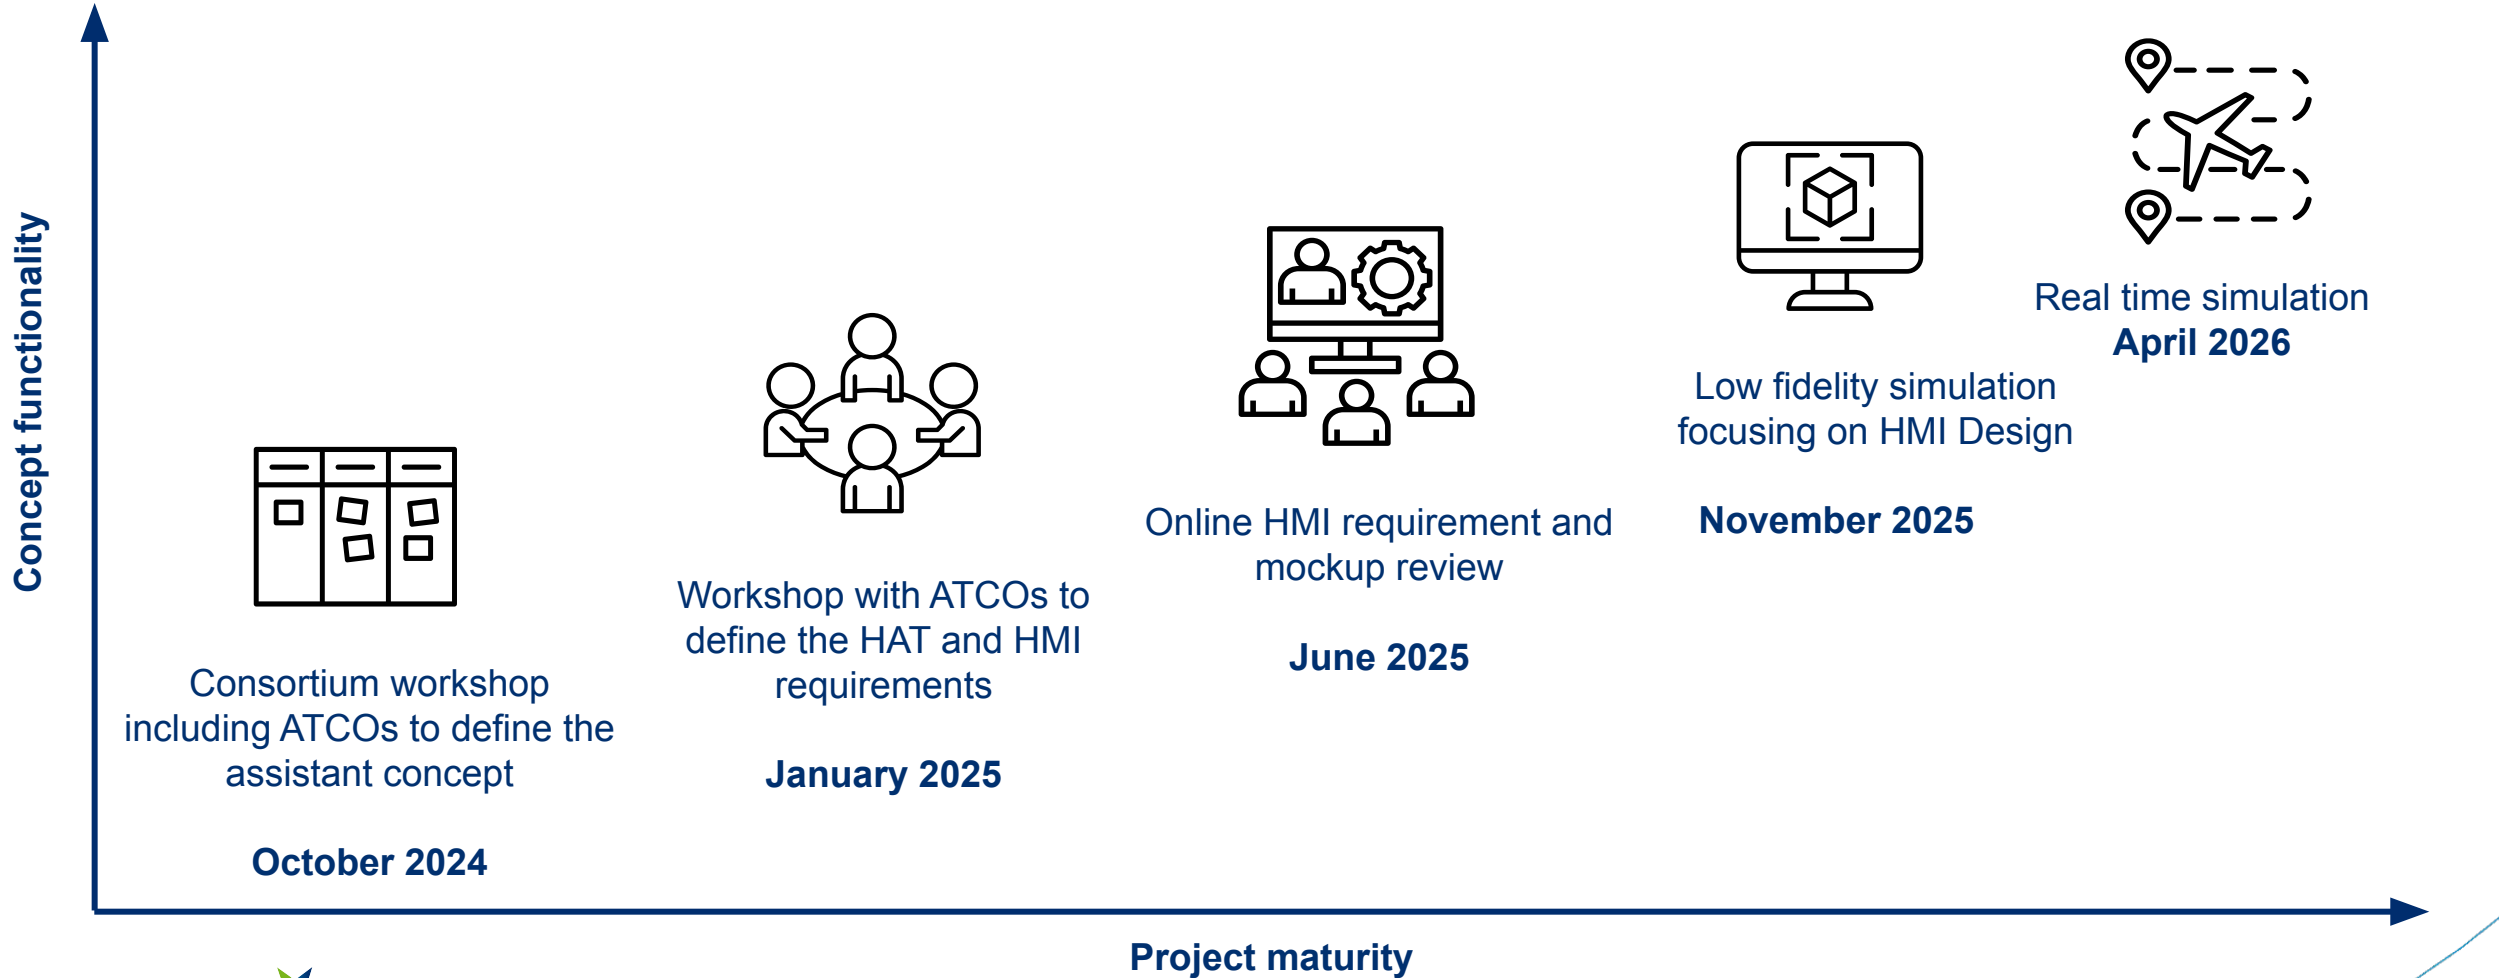 Concept functionality
Consortium workshop
including ATCOs to define the
assistant concept
October 2024
Workshop with ATCOs to
define the HAT and HMI
requirements
January 2025
Online HMI requirement and
mockup review
June 2025
Low fidelity simulation
focusing on HMI Design
November 2025
Real time simulation
April 2026
Project maturity